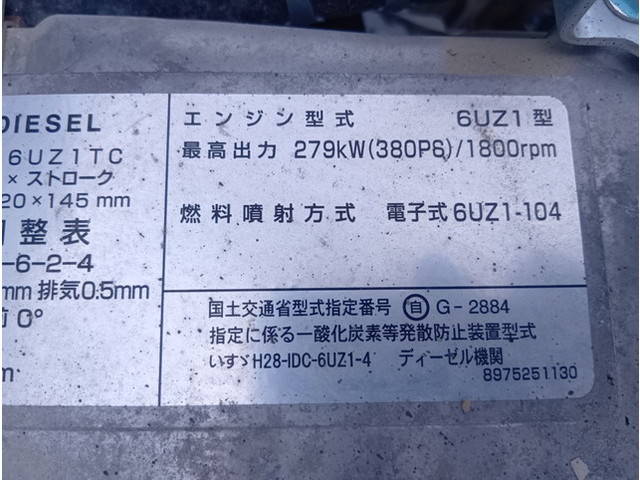 DIESEL
6UZ1TC
× ストローク
20×145 mm
整表
-6-2-4
mm 排気0.5mm
前 0°
m
エンジン型式 6UZ1型
最高出力 279kW(380PS)/1800rpm
燃料噴射方式 電子式6UZ1-104
国土交通省型式指定番号 自 G-2884
指定に係る一酸化炭素等発散防止装置型式
いすゞH28-IDC-6UZ1-4 ディーゼル機関
8975251130